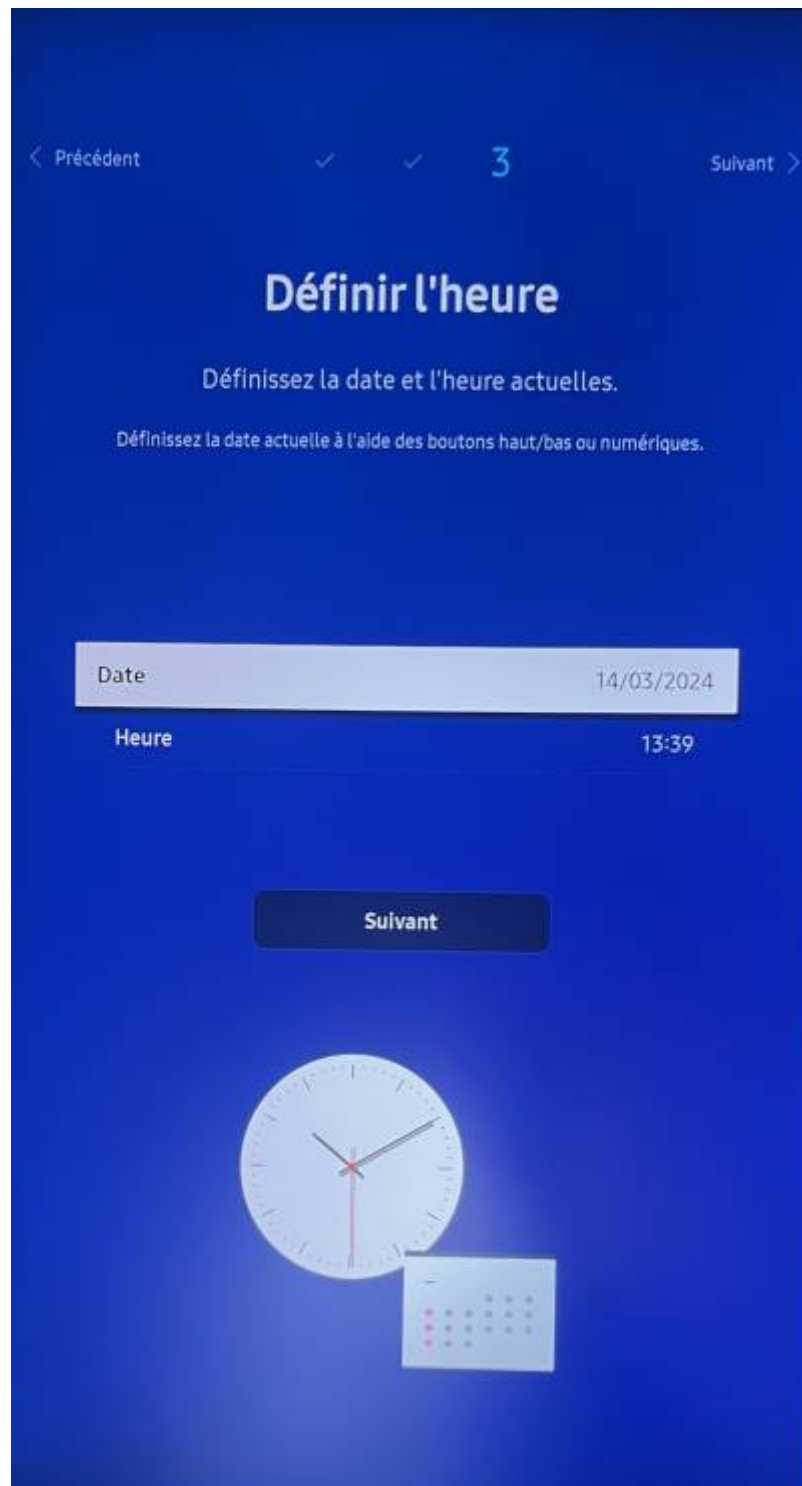 Précédent
3
Suivant
Définir l'heure
Définissez la date et l'heure actuelles.
Définissez la date actuelle à l'aide des boutons haut/bas ou numériques.
Date 14/03/2024
Heure 13:39
Suivant